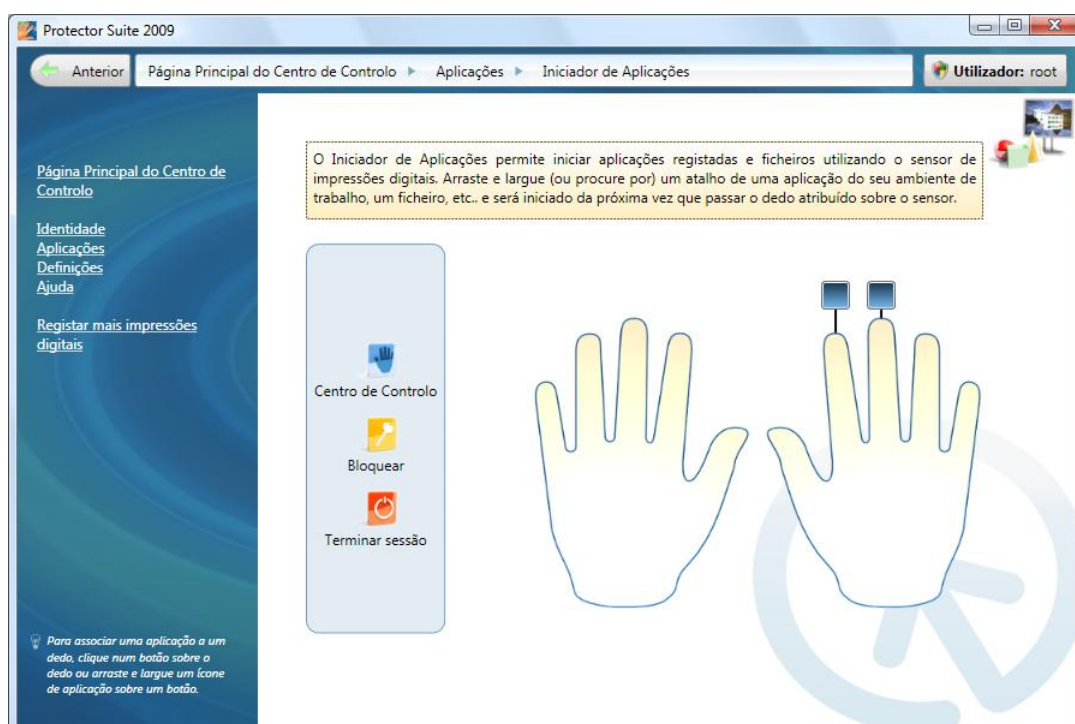 Protector Suite 2009
Anterior
Página Principal do Centro de Controlo
Aplicações
Iniciador de Aplicações
Utilizador: root
Página Principal do Centro de
Controlo
Identidade
Aplicações
Definições
Ajuda
Registar mais impressões
digitais
O Iniciador de Aplicações permite iniciar aplicações registadas e ficheiros utilizando o sensor de
impressões digitais. Arraste e largue (ou procure por) um atalho de uma aplicação do seu ambiente de
trabalho, um ficheiro, etc.. e será iniciado da próxima vez que passar o dedo atribuído sobre o sensor.
Centro de Controlo
Bloquear
Terminar sessão
Para associar uma aplicação a um
dedo, clique num botão sobre o
dedo ou arraste e largue um ícone
de aplicação sobre um botão.